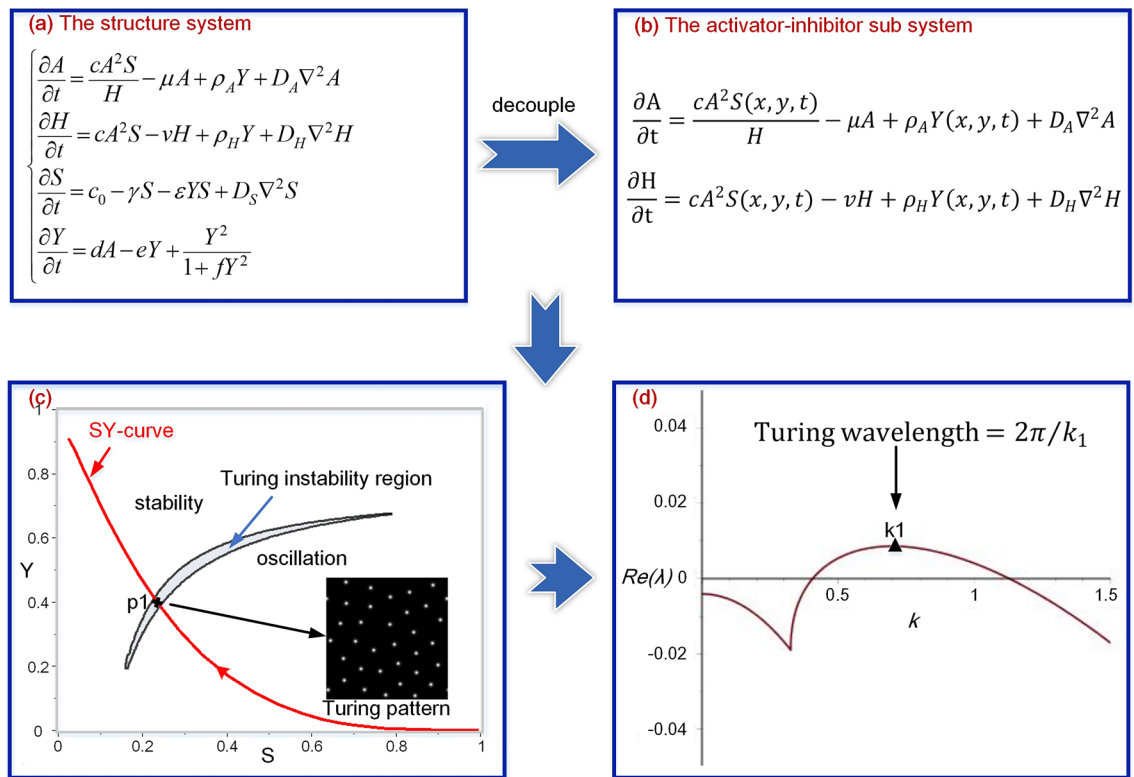 (a) The structure system
∂A/∂t = cA²S/H − μA + ρ_A Y + D_A∇²A
∂H/∂t = cA²S − νH + ρ_H Y + D_H∇²H
∂S/∂t = c₀ − γS − εYS + D_S∇²S
∂Y/∂t = dA − eY + Y²/(1 + fY²)
decouple
(b) The activator-inhibitor sub system
∂A/∂t = cA²S(x, y, t)/H − μA + ρ_A Y(x, y, t) + D_A∇²A
∂H/∂t = cA²S(x, y, t) − νH + ρ_H Y(x, y, t) + D_H∇²H
(c)
1
SY-curve
0.8
Turing instability region
stability
0.6
oscillation
Y
0.4
p1
0.2
Turing pattern
0
0
0.2
0.4
0.6
0.8
1
S
(d)
0.04
Turing wavelength = 2π/k₁
0.02
k1
Re(λ)
0
0.5
1
1.5
k
-0.02
-0.04